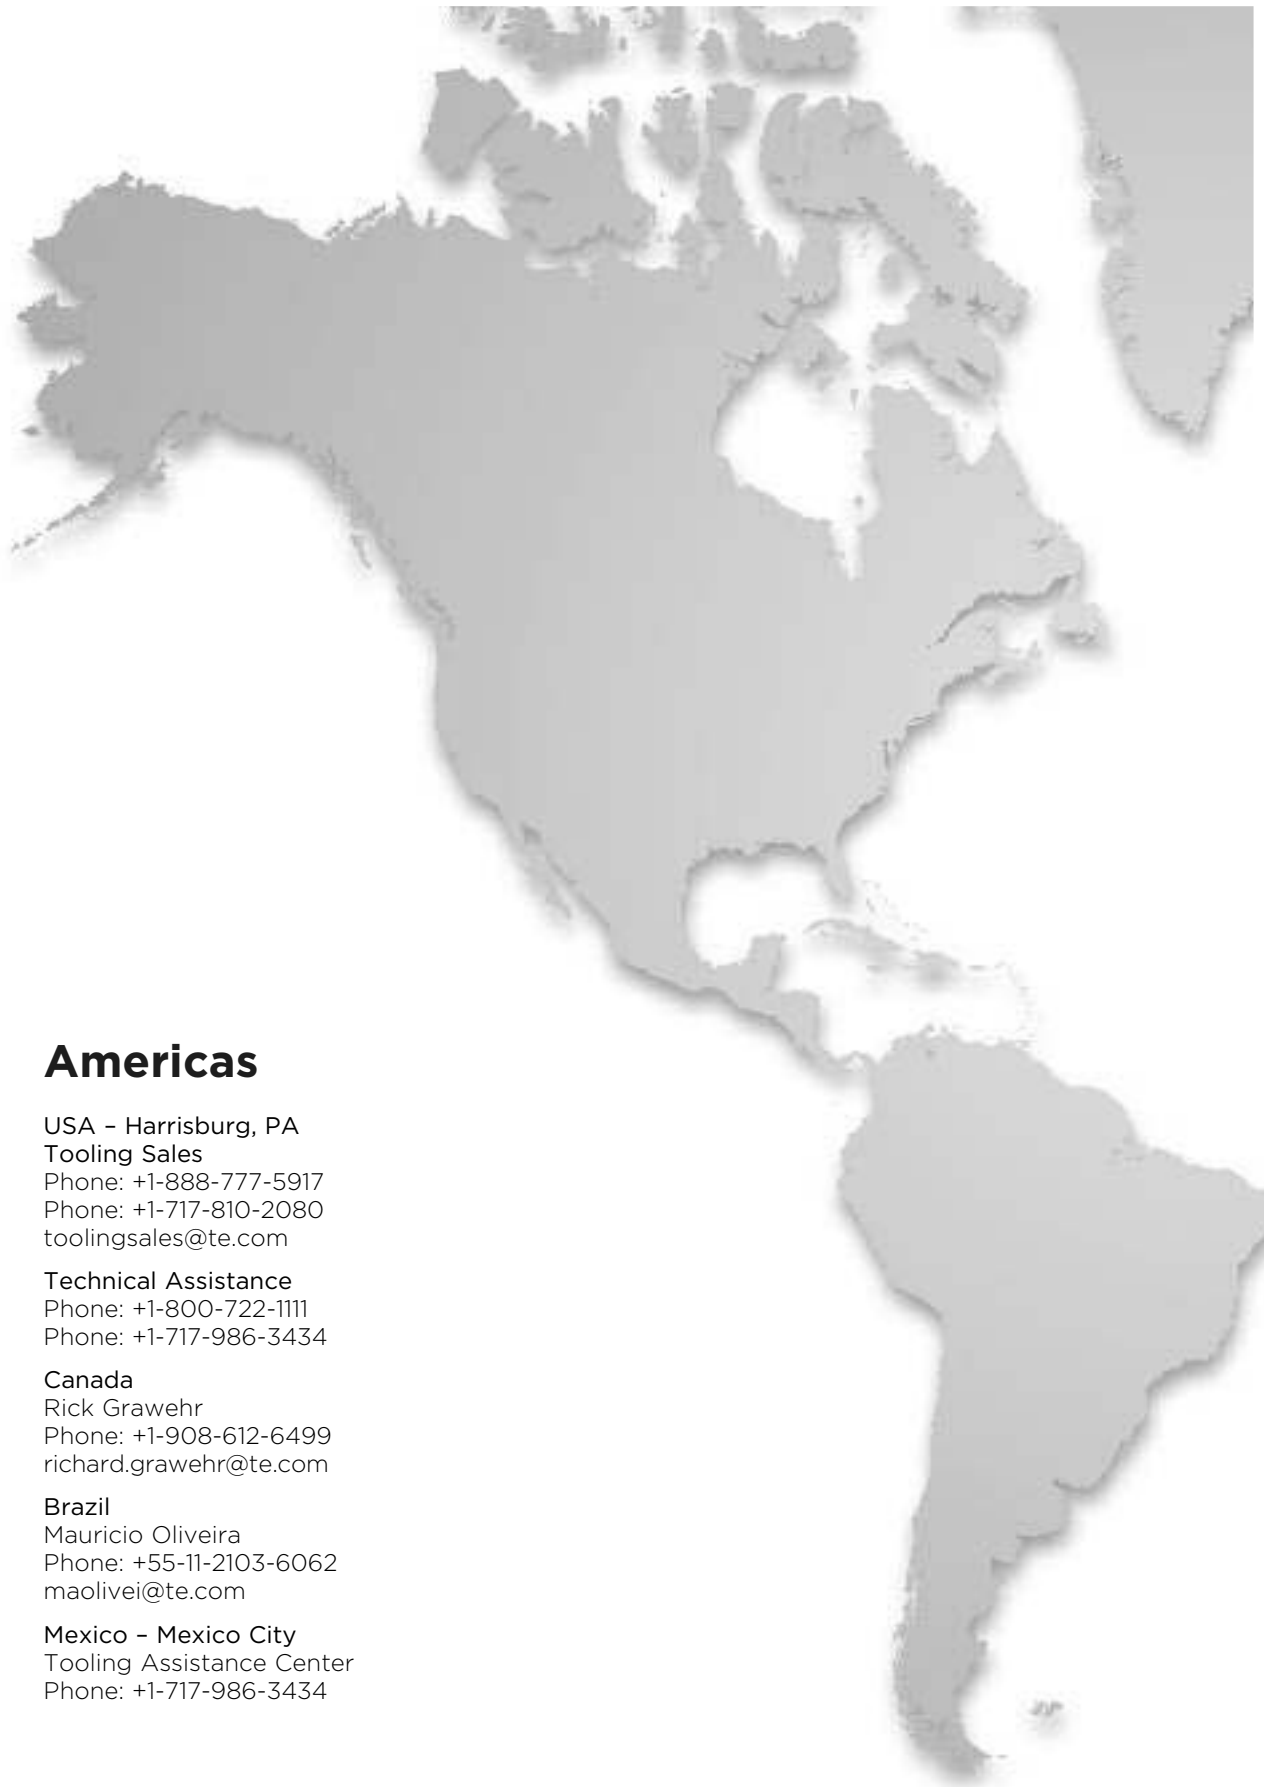 Americas
USA – Harrisburg, PA
Tooling Sales
Phone: +1-888-777-5917
Phone: +1-717-810-2080
toolingsales@te.com
Technical Assistance
Phone: +1-800-722-1111
Phone: +1-717-986-3434
Canada
Rick Grawehr
Phone: +1-908-612-6499
richard.grawehr@te.com
Brazil
Mauricio Oliveira
Phone: +55-11-2103-6062
maolivei@te.com
Mexico – Mexico City
Tooling Assistance Center
Phone: +1-717-986-3434